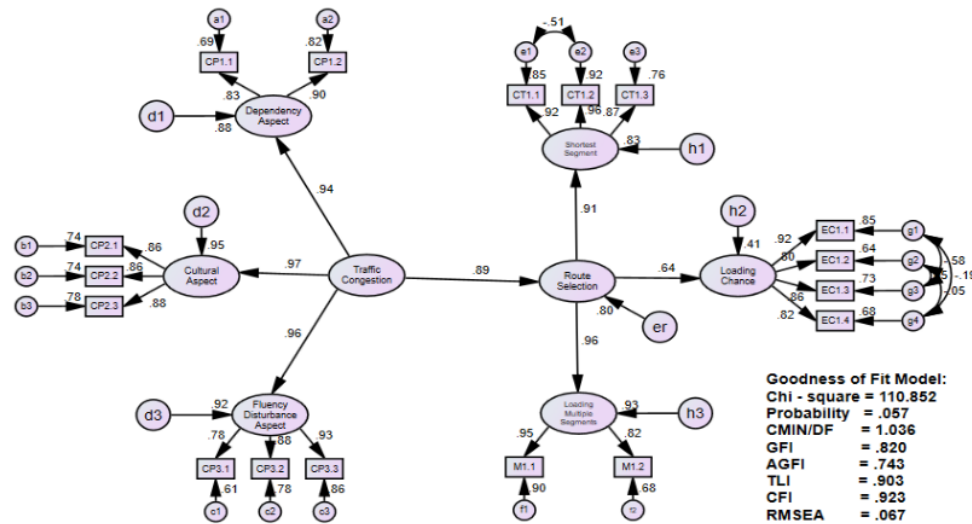 a1
a2
.69
.82
CP1.1
CP1.2
.83
.90
d1
Dependency
Aspect
.88
-.51
e1
e2
e3
.85
.92
.76
CT1.1
CT1.2
CT1.3
.92
.96
.87
Shortest
Segment
.83
h1
.94
.91
d2
.95
b1
.74
CP2.1
.86
b2
.74
CP2.2
.86
b3
.78
CP2.3
.88
Cultural
Aspect
.97
Traffic
Congestion
.89
Route
Selection
.80
er
.64
h2
.41
Loading
Chance
.92
EC1.1
.85
g1
.80
EC1.2
.64
g2
.86
EC1.3
.73
g3
.82
EC1.4
.68
g4
-.58
-.19
-.05
.96
.96
d3
.92
Fluency
Disturbance
Aspect
.78
.88
.93
CP3.1
CP3.2
CP3.3
.61
.78
.86
c1
c2
c3
Loading
Multiple
Segments
.93
h3
.95
.82
M1.1
M1.2
.90
.68
f1
f2
Goodness of Fit Model:
Chi - square = 110.852
Probability = .057
CMIN/DF = 1.036
GFI = .820
AGFI = .743
TLI = .903
CFI = .923
RMSEA = .067